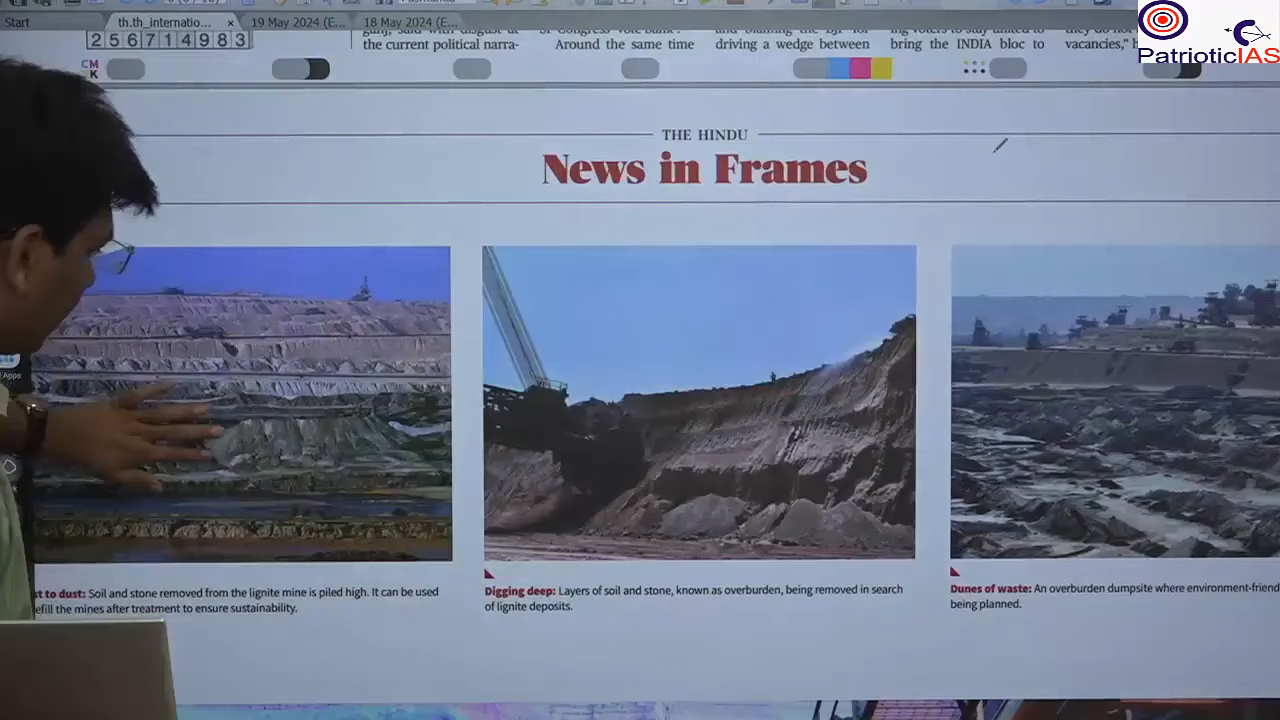 Start
th.th_internatio...
×
19 May 2024 (E...
18 May 2024 (E...
PatrioticIAS
256714983
the current political narra-
Around the same time
driving a wedge between
bring the INDIA bloc to
vacancies,"
CM
K
THE HINDU
News in Frames
Apps
t to dust: Soil and stone removed from the lignite mine is piled high. It can be used
efill the mines after treatment to ensure sustainability.
Digging deep: Layers of soil and stone, known as overburden, being removed in search
of lignite deposits.
Dunes of waste: An overburden dumpsite where environment-friend
being planned.